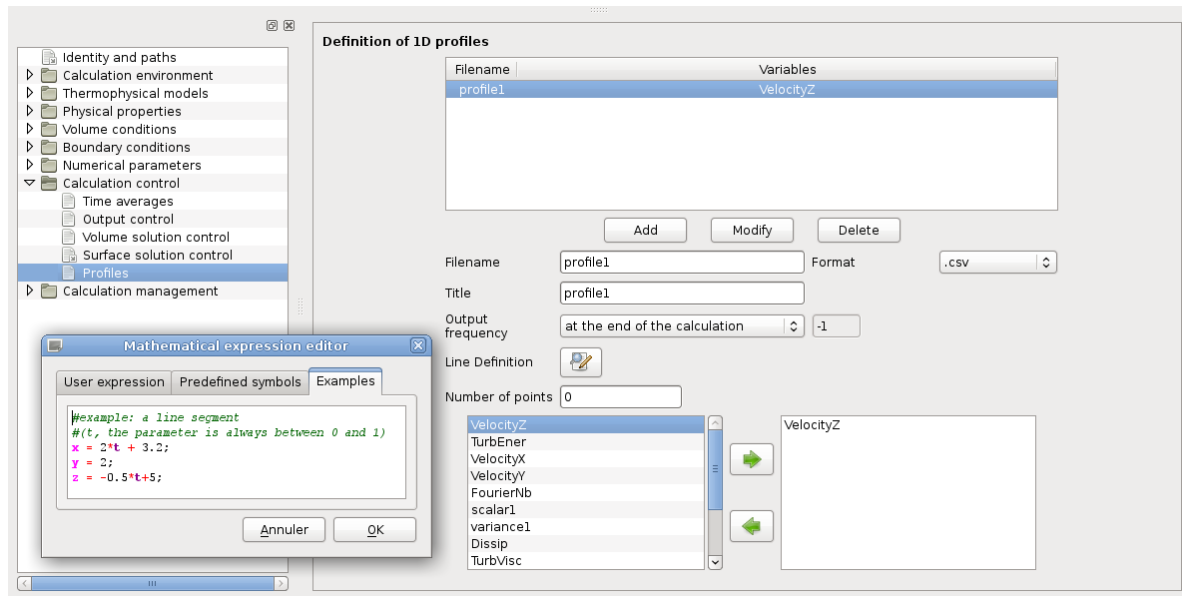 Identity and paths
Calculation environment
Thermophysical models
Physical properties
Volume conditions
Boundary conditions
Numerical parameters
Calculation control
Time averages
Output control
Volume solution control
Surface solution control
Profiles
Calculation management
Mathematical expression editor
User expression Predefined symbols Examples
#example: a line segment
#(t, the parameter is always between 0 and 1)
x = 2*t + 3.2;
y = 2;
z = -0.5*t+5;
Annuler OK
Definition of 1D profiles
Filename Variables
profile1 VelocityZ
Add Modify Delete
Filename profile1 Format .csv
Title profile1
Output
frequency at the end of the calculation -1
Line Definition
Number of points 0
VelocityZ
TurbEner
VelocityX
VelocityY
FourierNb
scalar1
variance1
Dissip
TurbVisc
VelocityZ